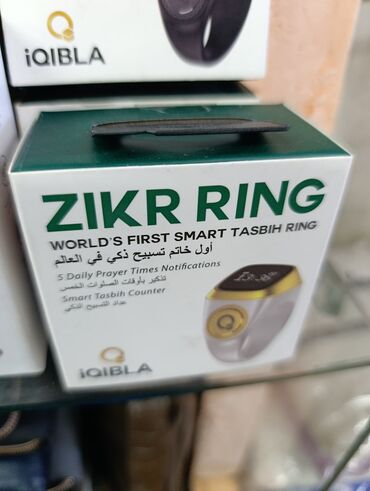 iQIBLA
ZIKR RING
WORLD'S FIRST SMART TASBIH RING
أول خاتم تسبيح ذكي في العالم
5 Daily Prayer Times Notifications
تذكير بأوقات الصلوات الخمس
Smart Tasbih Counter
عداد التسبيح الذكي
iQIBLA